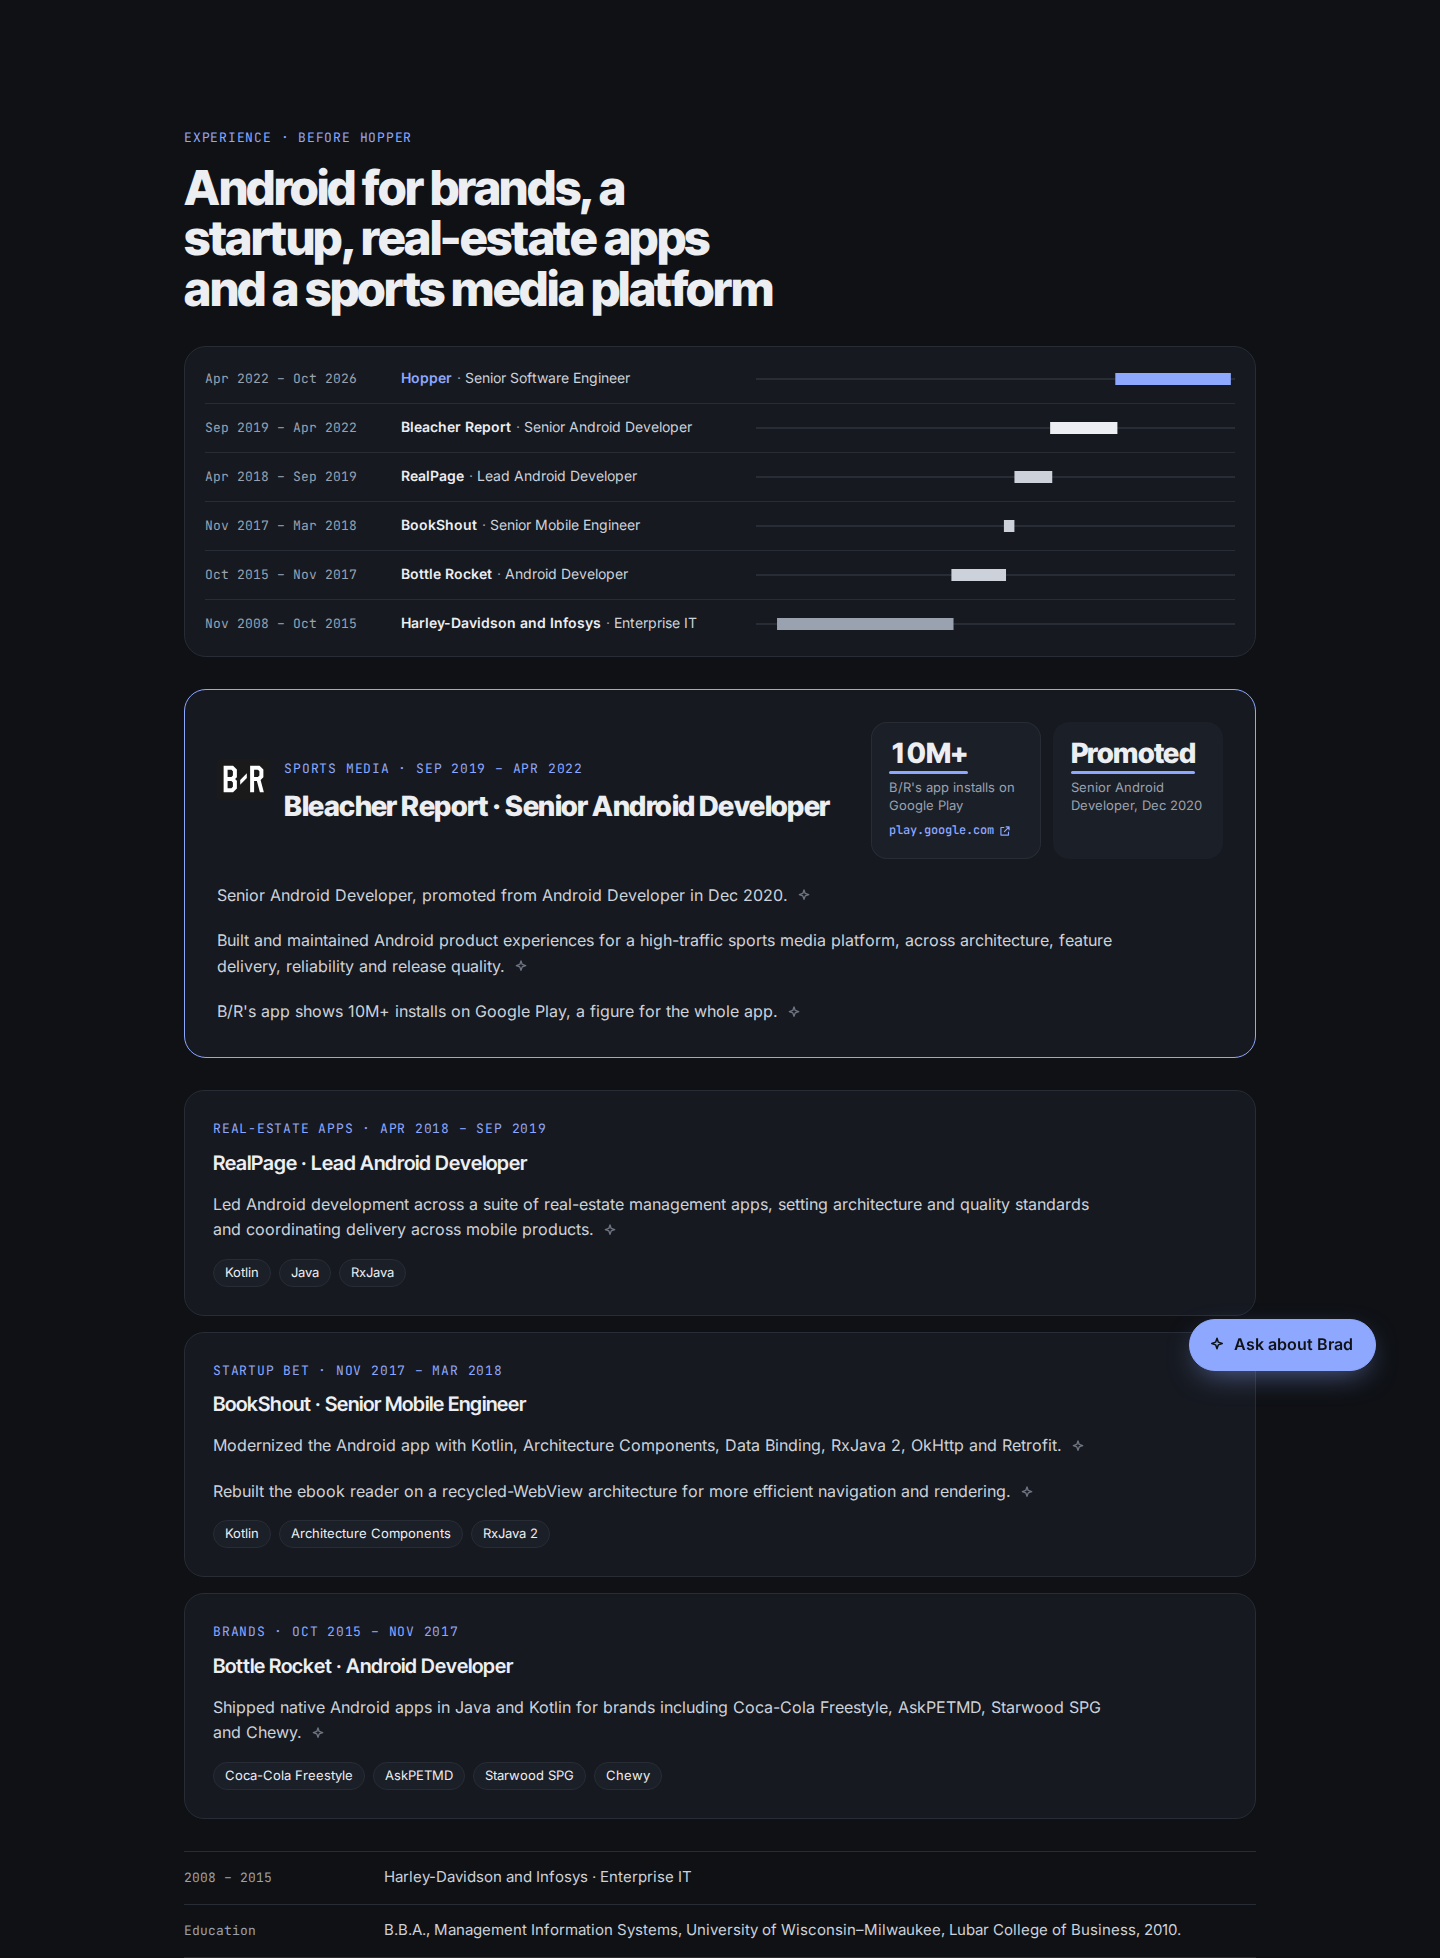 EXPERIENCE · BEFORE HOPPER
Android for brands, a
startup, real-estate apps
and a sports media platform
Apr 2022 – Oct 2026 Hopper · Senior Software Engineer
Sep 2019 – Apr 2022 Bleacher Report · Senior Android Developer
Apr 2018 – Sep 2019 RealPage · Lead Android Developer
Nov 2017 – Mar 2018 BookShout · Senior Mobile Engineer
Oct 2015 – Nov 2017 Bottle Rocket · Android Developer
Nov 2008 – Oct 2015 Harley-Davidson and Infosys · Enterprise IT
B/R
SPORTS MEDIA · SEP 2019 – APR 2022
Bleacher Report · Senior Android Developer
10M+
B/R's app installs on
Google Play
play.google.com
Promoted
Senior Android
Developer, Dec 2020
Senior Android Developer, promoted from Android Developer in Dec 2020.
Built and maintained Android product experiences for a high-traffic sports media platform, across architecture, feature
delivery, reliability and release quality.
B/R's app shows 10M+ installs on Google Play, a figure for the whole app.
REAL-ESTATE APPS · APR 2018 – SEP 2019
RealPage · Lead Android Developer
Led Android development across a suite of real-estate management apps, setting architecture and quality standards
and coordinating delivery across mobile products.
Kotlin Java RxJava
Ask about Brad
STARTUP BET · NOV 2017 – MAR 2018
BookShout · Senior Mobile Engineer
Modernized the Android app with Kotlin, Architecture Components, Data Binding, RxJava 2, OkHttp and Retrofit.
Rebuilt the ebook reader on a recycled-WebView architecture for more efficient navigation and rendering.
Kotlin Architecture Components RxJava 2
BRANDS · OCT 2015 – NOV 2017
Bottle Rocket · Android Developer
Shipped native Android apps in Java and Kotlin for brands including Coca-Cola Freestyle, AskPETMD, Starwood SPG
and Chewy.
Coca-Cola Freestyle AskPETMD Starwood SPG Chewy
2008 – 2015 Harley-Davidson and Infosys · Enterprise IT
Education B.B.A., Management Information Systems, University of Wisconsin–Milwaukee, Lubar College of Business, 2010.